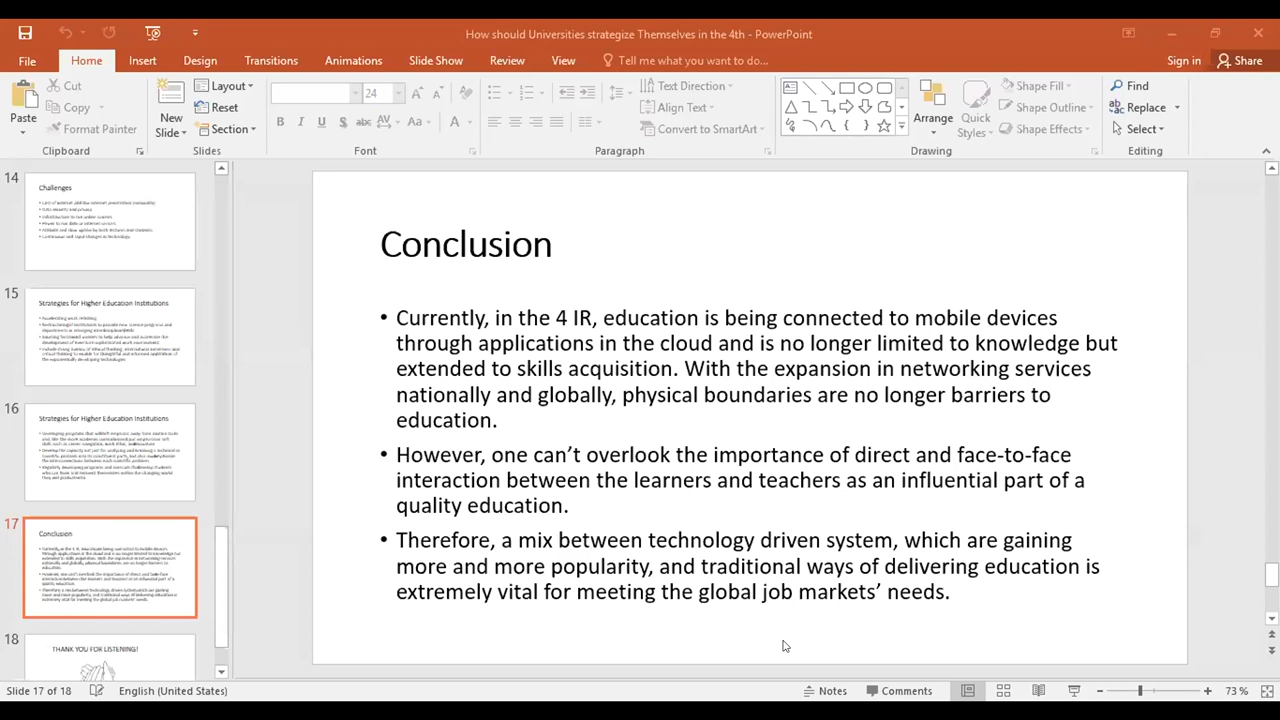 How should Universities strategize Themselves in the 4th - PowerPoint
File Home Insert Design Transitions Animations Slide Show Review View Tell me what you want to do... Sign in Share
Paste
Cut
Copy
Format Painter
Clipboard
New
Slide
Layout
Reset
Section
Slides
24
B I U S abc AV Aa A
Font
Text Direction
Align Text
Convert to SmartArt
Paragraph
Arrange
Quick
Styles
Shape Fill
Shape Outline
Shape Effects
Drawing
Find
Replace
Select
Editing
14
Challenges
15
Strategies for Higher Education Institutions
16
Strategies for Higher Education Institutions
17
Conclusion
18
THANK YOU FOR LISTENING!
Conclusion
• Currently, in the 4 IR, education is being connected to mobile devices
through applications in the cloud and is no longer limited to knowledge but
extended to skills acquisition. With the expansion in networking services
nationally and globally, physical boundaries are no longer barriers to
education.
• However, one can’t overlook the importance of direct and face-to-face
interaction between the learners and teachers as an influential part of a
quality education.
• Therefore, a mix between technology driven system, which are gaining
more and more popularity, and traditional ways of delivering education is
extremely vital for meeting the global job markets’ needs.
Slide 17 of 18 English (United States) Notes Comments 73 %